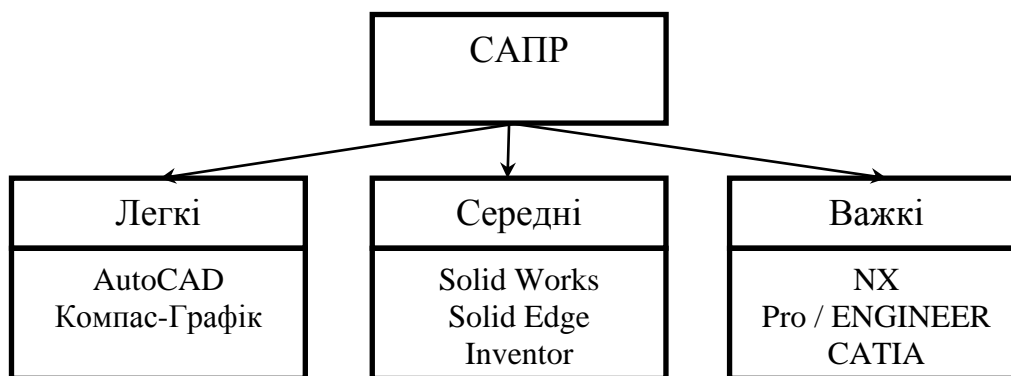 САПР
Легкі
AutoCAD
Компас-Графік
Середні
Solid Works
Solid Edge
Inventor
Важкі
NX
Pro / ENGINEER
CATIA